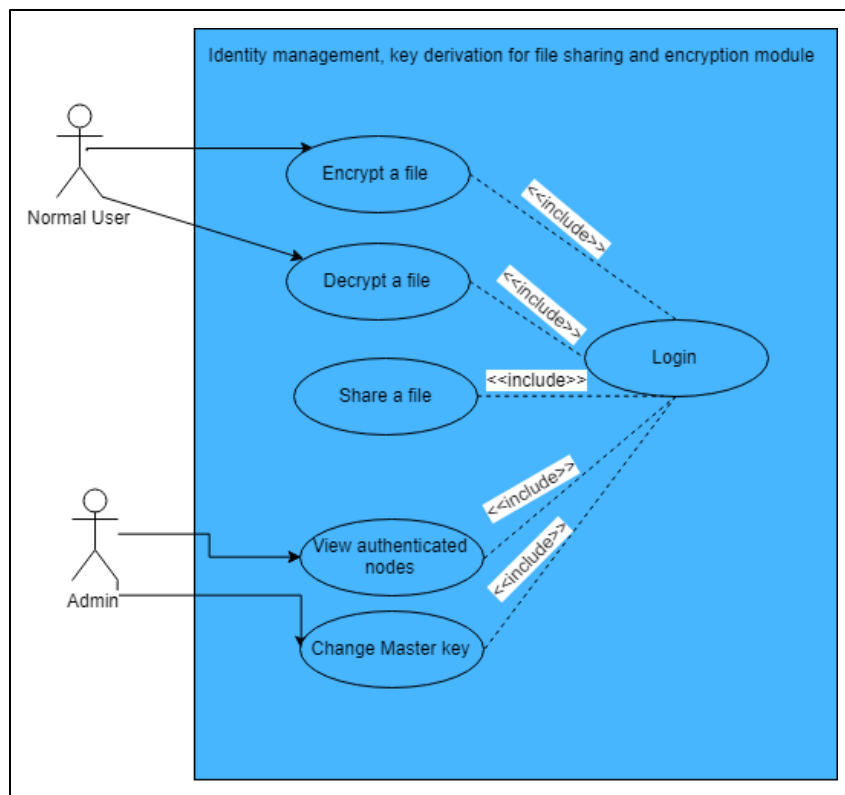 Identity management, key derivation for file sharing and encryption module
Encrypt a file
<<include>>
Normal User
Decrypt a file
<<include>>
Login
<<include>>
Share a file
<<include>>
View authenticated
nodes
<<include>>
Admin
Change Master key